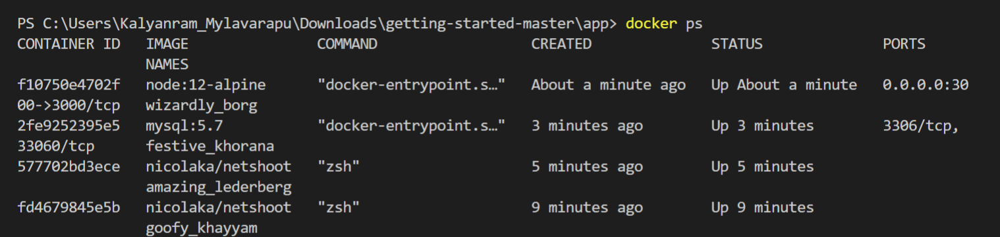 PS C:\Users\Kalyanram_Mylavarapu\Downloads\getting-started-master\app> docker ps
CONTAINER ID   IMAGE               COMMAND                  CREATED              STATUS              PORTS
               NAMES
f10750e4702f   node:12-alpine      "docker-entrypoint.s…"   About a minute ago   Up About a minute   0.0.0.0:30
00->3000/tcp   wizardly_borg
2fe9252395e5   mysql:5.7           "docker-entrypoint.s…"   3 minutes ago        Up 3 minutes        3306/tcp,
33060/tcp      festive_khorana
577702bd3ece   nicolaka/netshoot   "zsh"                    5 minutes ago        Up 5 minutes
               amazing_lederberg
fd4679845e5b   nicolaka/netshoot   "zsh"                    9 minutes ago        Up 9 minutes
               goofy_khayyam